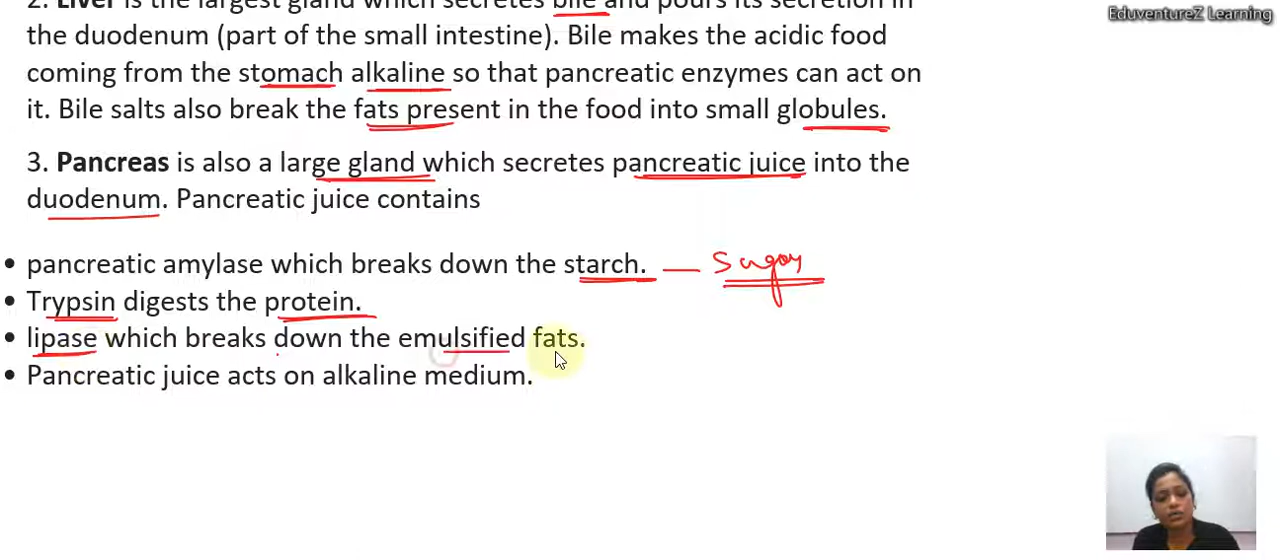 2. Liver is the largest gland which secretes bile and pours its secretion in
EduventureZ Learning
the duodenum (part of the small intestine). Bile makes the acidic food
coming from the stomach alkaline so that pancreatic enzymes can act on
it. Bile salts also break the fats present in the food into small globules.
3. Pancreas is also a large gland which secretes pancreatic juice into the
duodenum. Pancreatic juice contains
• pancreatic amylase which breaks down the starch. — Sugar
• Trypsin digests the protein.
• lipase which breaks down the emulsified fats.
• Pancreatic juice acts on alkaline medium.